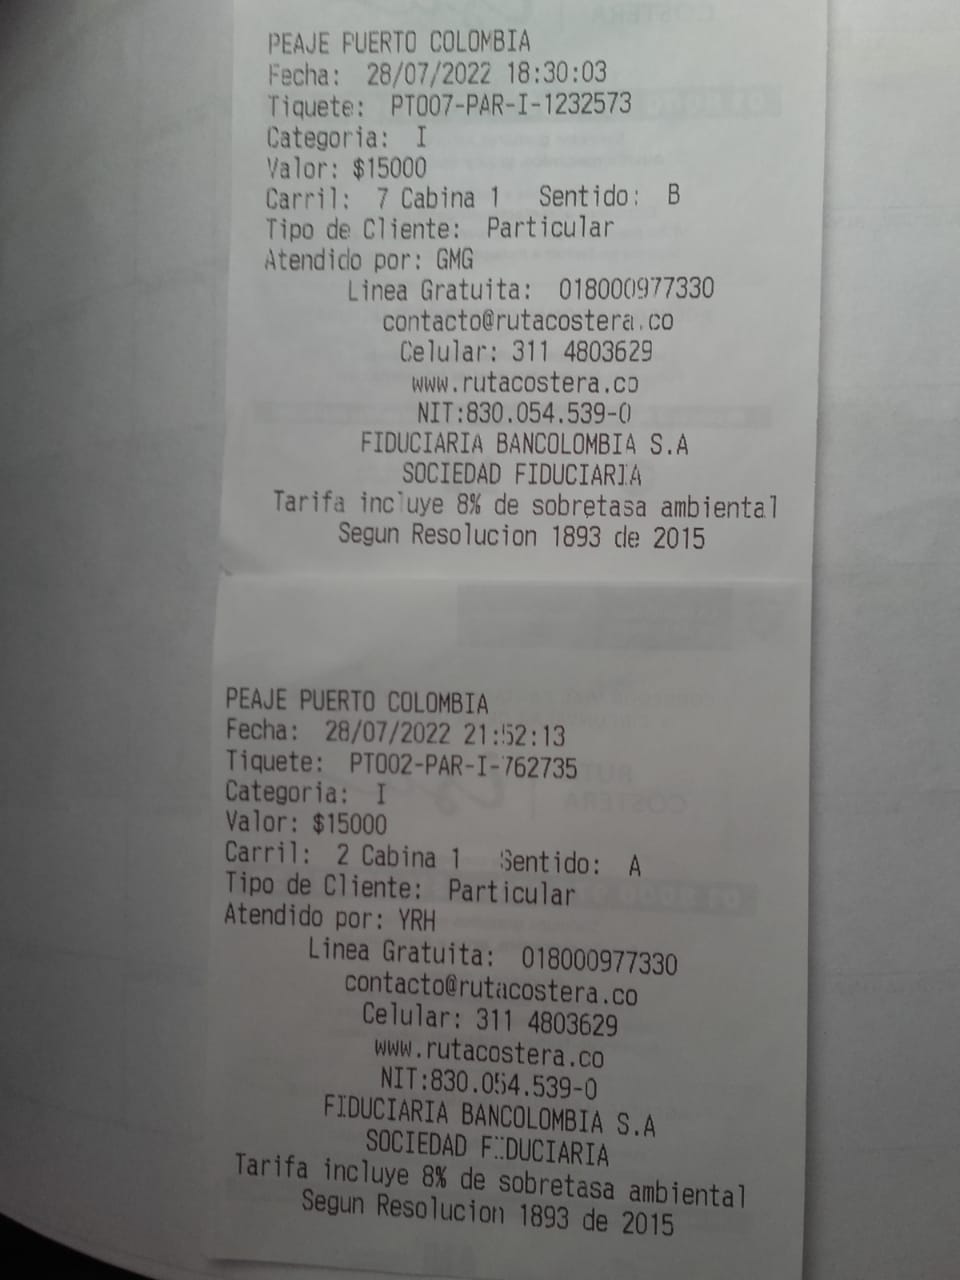 PEAJE PUERTO COLOMBIA
Fecha: 28/07/2022 18:30:03
Tiquete: PT007-PAR-I-1232573
Categoria: I
Valor: $15000
Carril: 7 Cabina 1 Sentido: B
Tipo de Cliente: Particular
Atendido por: GMG
Linea Gratuita: 018000977330
contacto@rutacostera.co
Celular: 311 4803629
www.rutacostera.co
NIT:830.054.539-0
FIDUCIARIA BANCOLOMBIA S.A
SOCIEDAD FIDUCIARIA
Tarifa incluye 8% de sobretasa ambiental
Segun Resolucion 1893 de 2015
PEAJE PUERTO COLOMBIA
Fecha: 28/07/2022 21:52:13
Tiquete: PT002-PAR-I-762735
Categoria: I
Valor: $15000
Carril: 2 Cabina 1 Sentido: A
Tipo de Cliente: Particular
Atendido por: YRH
Linea Gratuita: 018000977330
contacto@rutacostera.co
Celular: 311 4803629
www.rutacostera.co
NIT:830.054.539-0
FIDUCIARIA BANCOLOMBIA S.A
SOCIEDAD FIDUCIARIA
Tarifa incluye 8% de sobretasa ambiental
Segun Resolucion 1893 de 2015